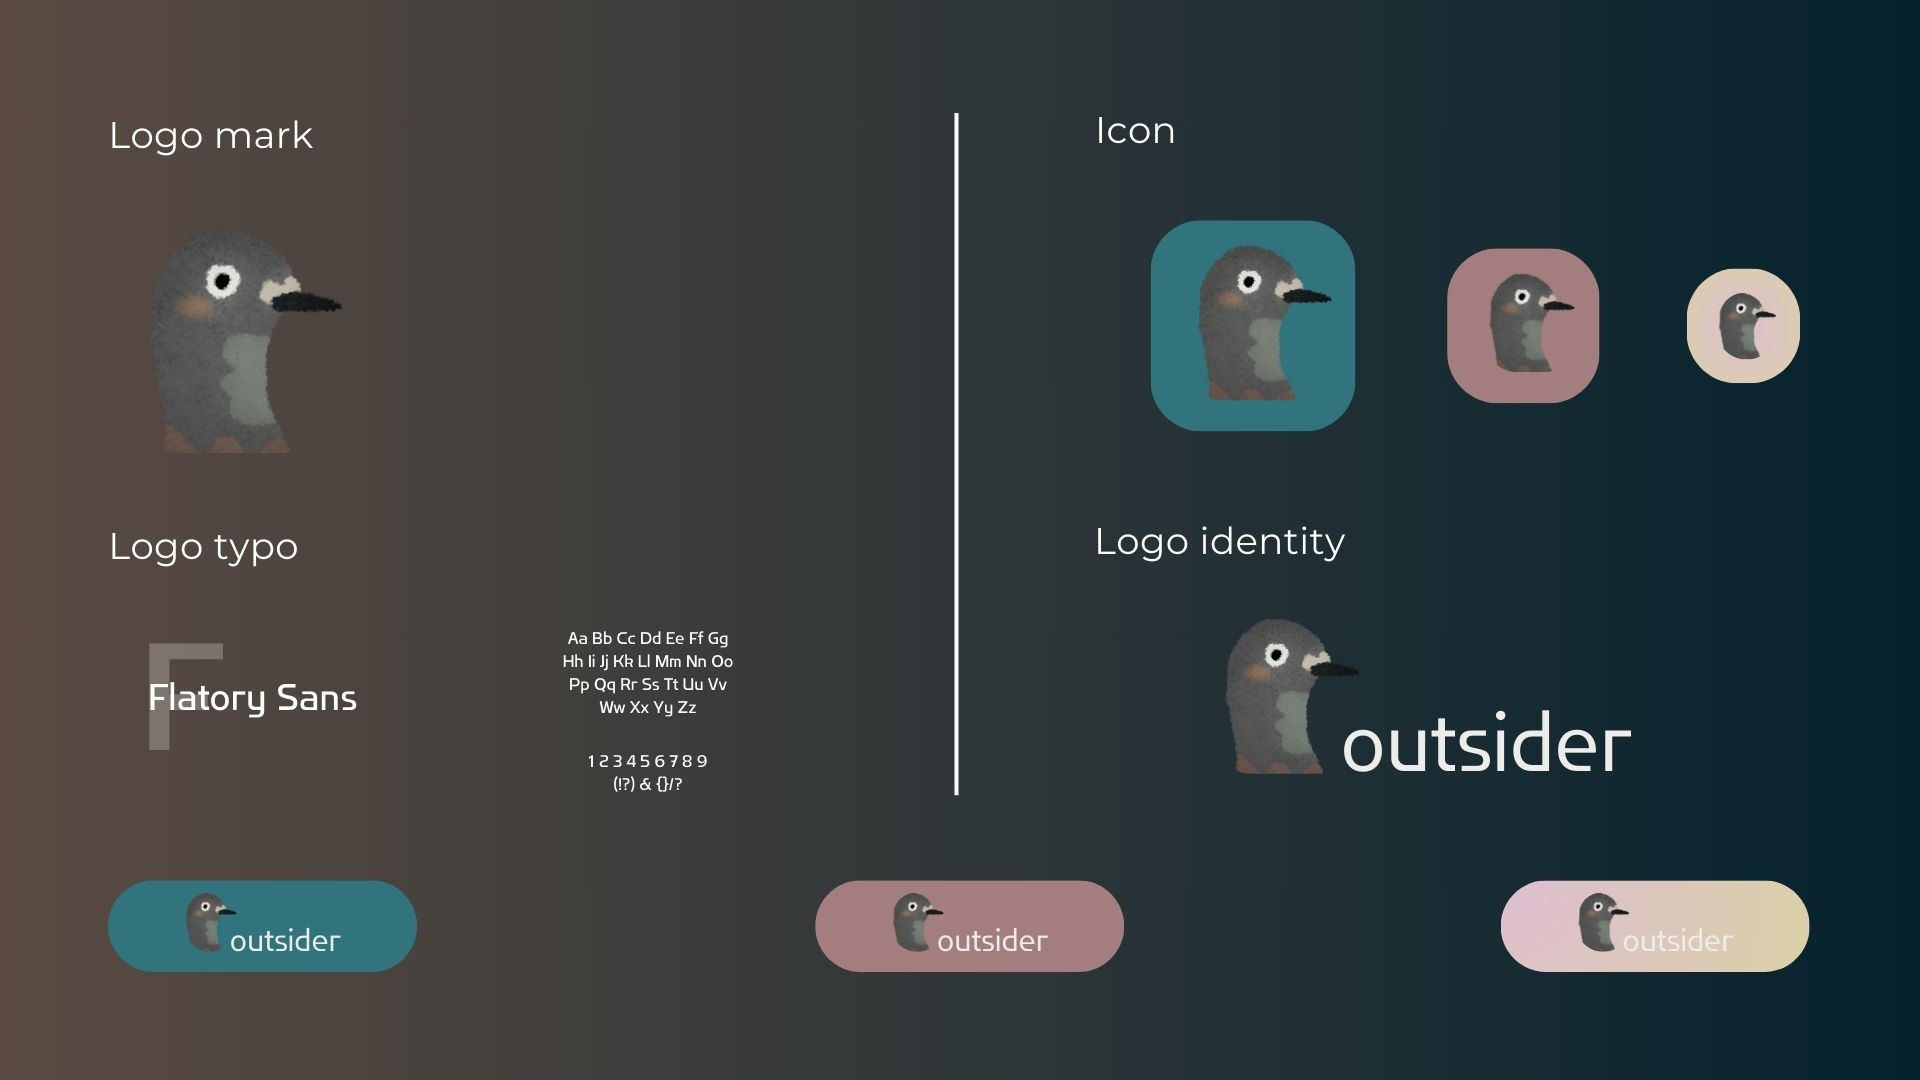 Logo mark
Icon
Logo typo
F
Flatory Sans
Aa Bb Cc Dd Ee Ff Gg
Hh Ii Jj Kk Ll Mm Nn Oo
Pp Qq Rr Ss Tt Uu Vv
Ww Xx Yy Zz
1 2 3 4 5 6 7 8 9
(!?) & {}/?
Logo identity
outsider
outsider
outsider
outsider